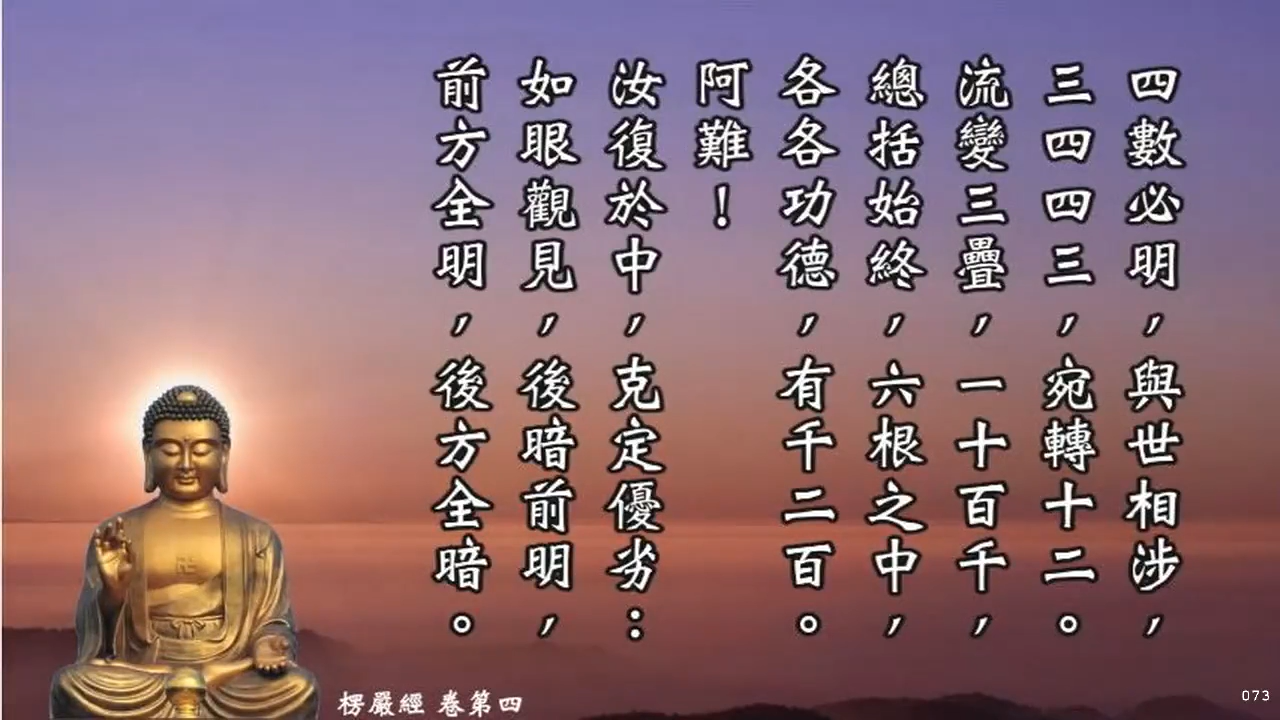 四數必明，與世相涉，
三四四三，宛轉十二。
流變三疊，一十百千，
總括始終，六根之中，
各各功德，有千二百。
阿難！
汝復於中，克定優劣：
如眼觀見，後暗前明，
前方全明，後方全暗。
楞嚴經 卷第四
073